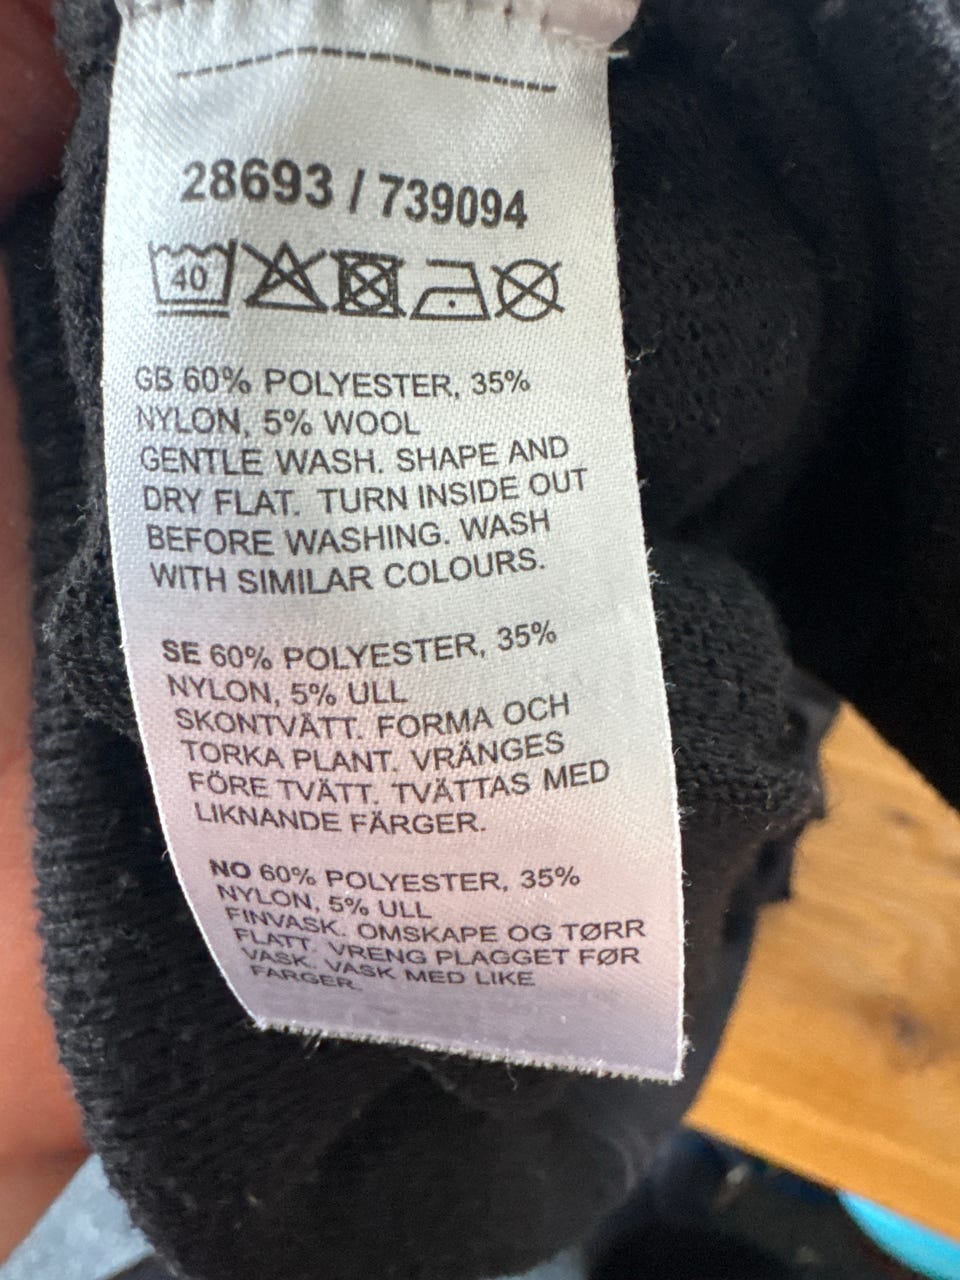 28693 / 739094
40
GB 60% POLYESTER, 35%
NYLON, 5% WOOL
GENTLE WASH. SHAPE AND
DRY FLAT. TURN INSIDE OUT
BEFORE WASHING. WASH
WITH SIMILAR COLOURS.
SE 60% POLYESTER, 35%
NYLON, 5% ULL
SKONTVÄTT. FORMA OCH
TORKA PLANT. VRÄNGES
FÖRE TVÄTT. TVÄTTAS MED
LIKNANDE FÄRGER.
NO 60% POLYESTER, 35%
NYLON, 5% ULL
FINVASK. OMSKAPE OG TØRR
FLATT. VRENG PLAGGET FØR
VASK. VASK MED LIKE
FARGER.